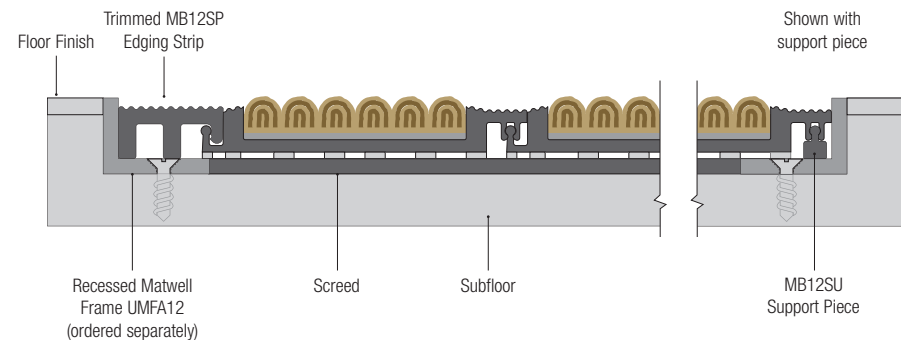 Trimmed MB12SP
Edging Strip
Floor Finish
Shown with
support piece
Recessed Matwell
Frame UMFA12
(ordered separately)
Screed
Subfloor
MB12SU
Support Piece